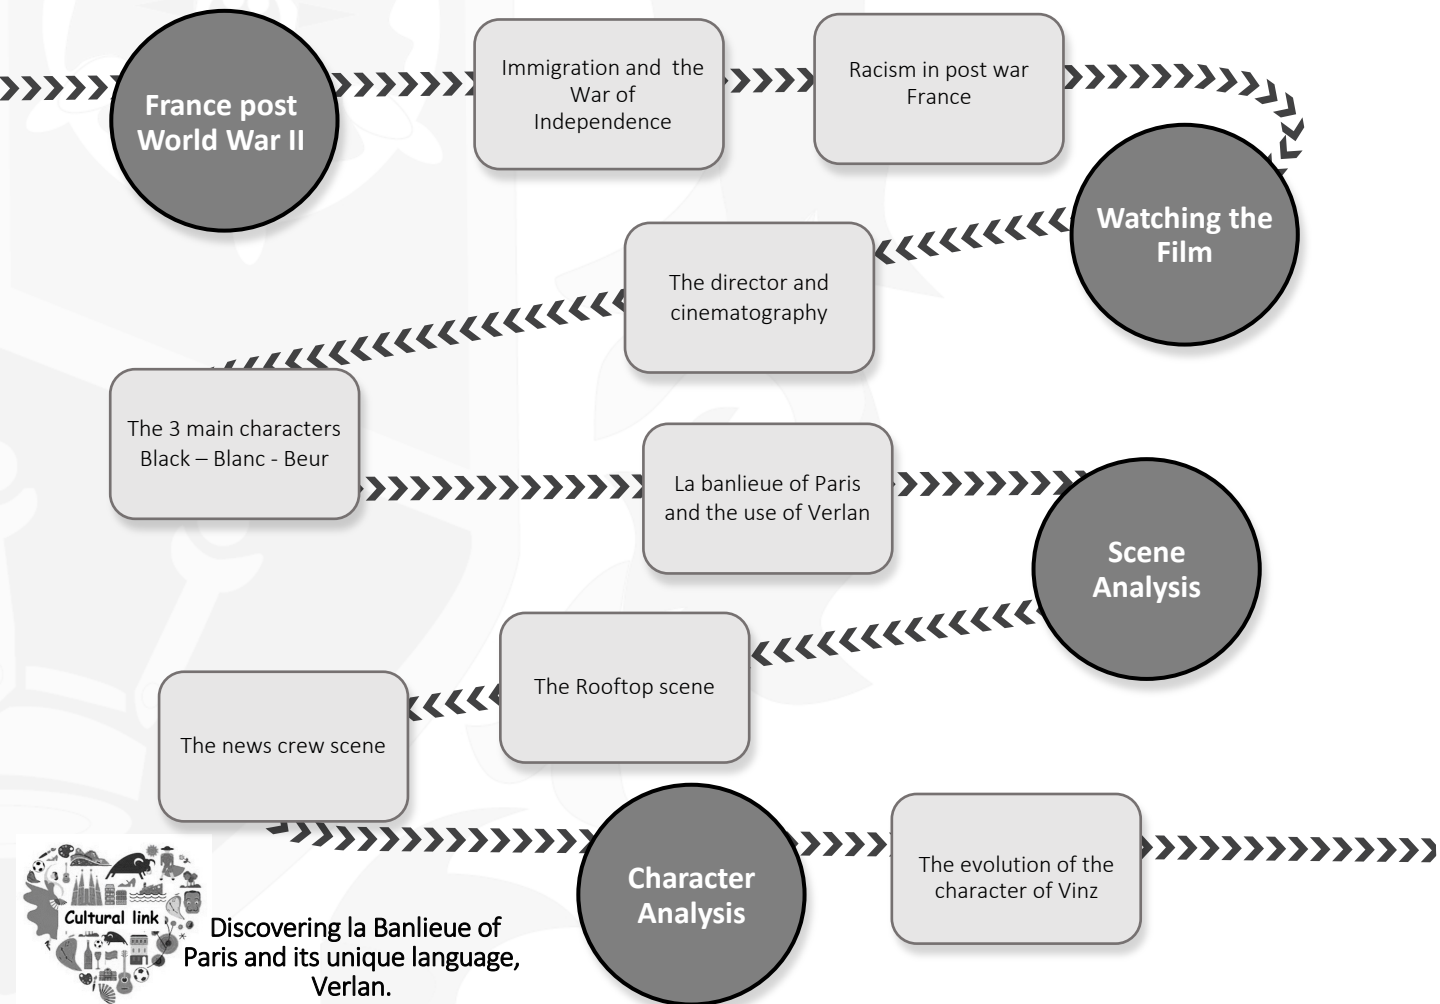 France post
World War II
Immigration and  the
War of
Independence
Racism in post war
France
Watching the
Film
The director and
cinematography
The 3 main characters
Black – Blanc - Beur
La banlieue of Paris
and the use of Verlan
Scene
Analysis
The Rooftop scene
The news crew scene
Character
Analysis
The evolution of the
character of Vinz
Cultural link
Discovering la Banlieue of
Paris and its unique language,
Verlan.